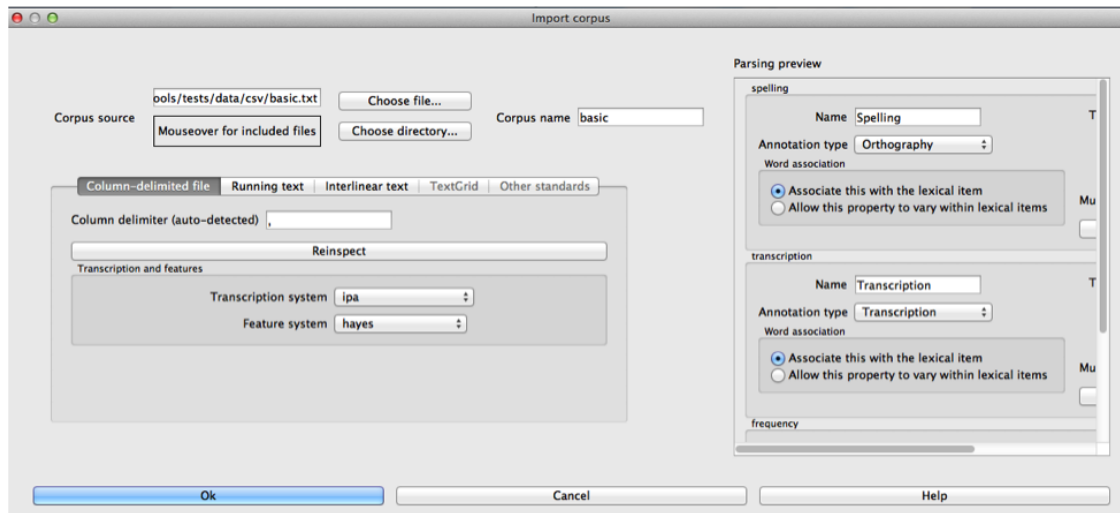 Import corpus
Corpus source
ools/tests/data/csv/basic.txt
Choose file...
Mouseover for included files
Choose directory...
Corpus name basic
Column-delimited file Running text Interlinear text TextGrid Other standards
Column delimiter (auto-detected) ,
Reinspect
Transcription and features
Transcription system ipa
Feature system hayes
Parsing preview
spelling
Name Spelling T
Annotation type Orthography
Word association
Associate this with the lexical item
Allow this property to vary within lexical items
Mu
transcription
Name Transcription T
Annotation type Transcription
Word association
Associate this with the lexical item
Allow this property to vary within lexical items
Mu
frequency
Ok Cancel Help